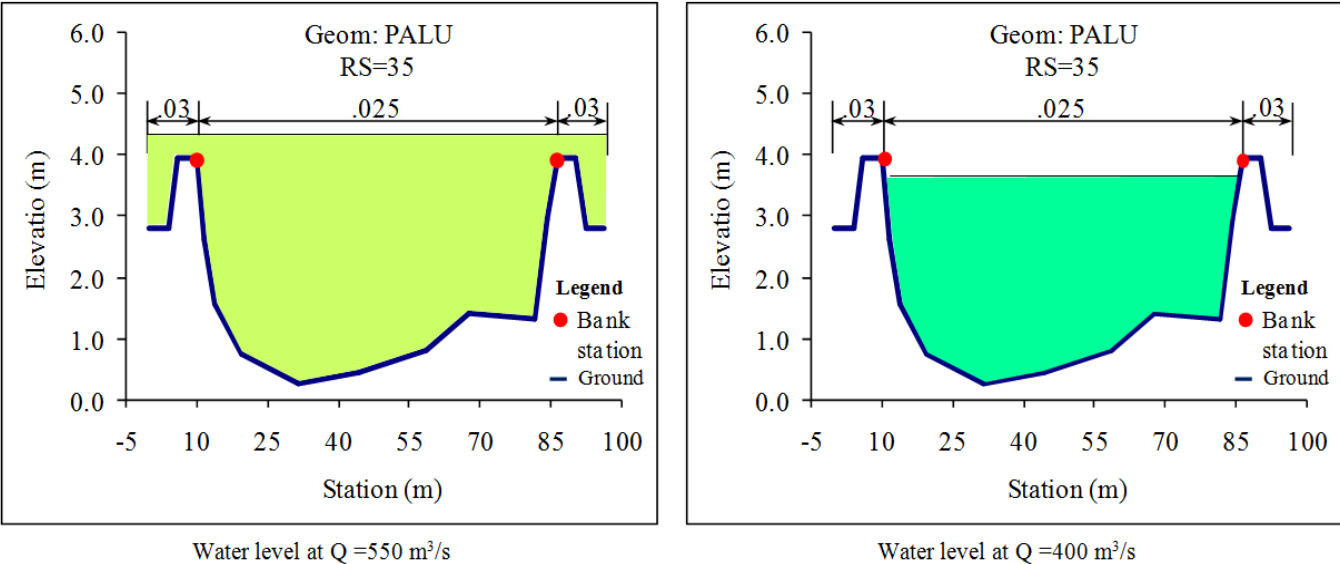 Geom: PALU
RS=35
.03
.025
.03
6.0
5.0
4.0
3.0
2.0
1.0
0.0
Elevatio (m)
Legend
Bank
station
Ground
-5 10 25 40 55 70 85 100
Station (m)
Water level at Q =550 m³/s
Geom: PALU
RS=35
.03
.025
.03
6.0
5.0
4.0
3.0
2.0
1.0
0.0
Elevatio (m)
Legend
Bank
station
Ground
-5 10 25 40 55 70 85 100
Station (m)
Water level at Q =400 m³/s